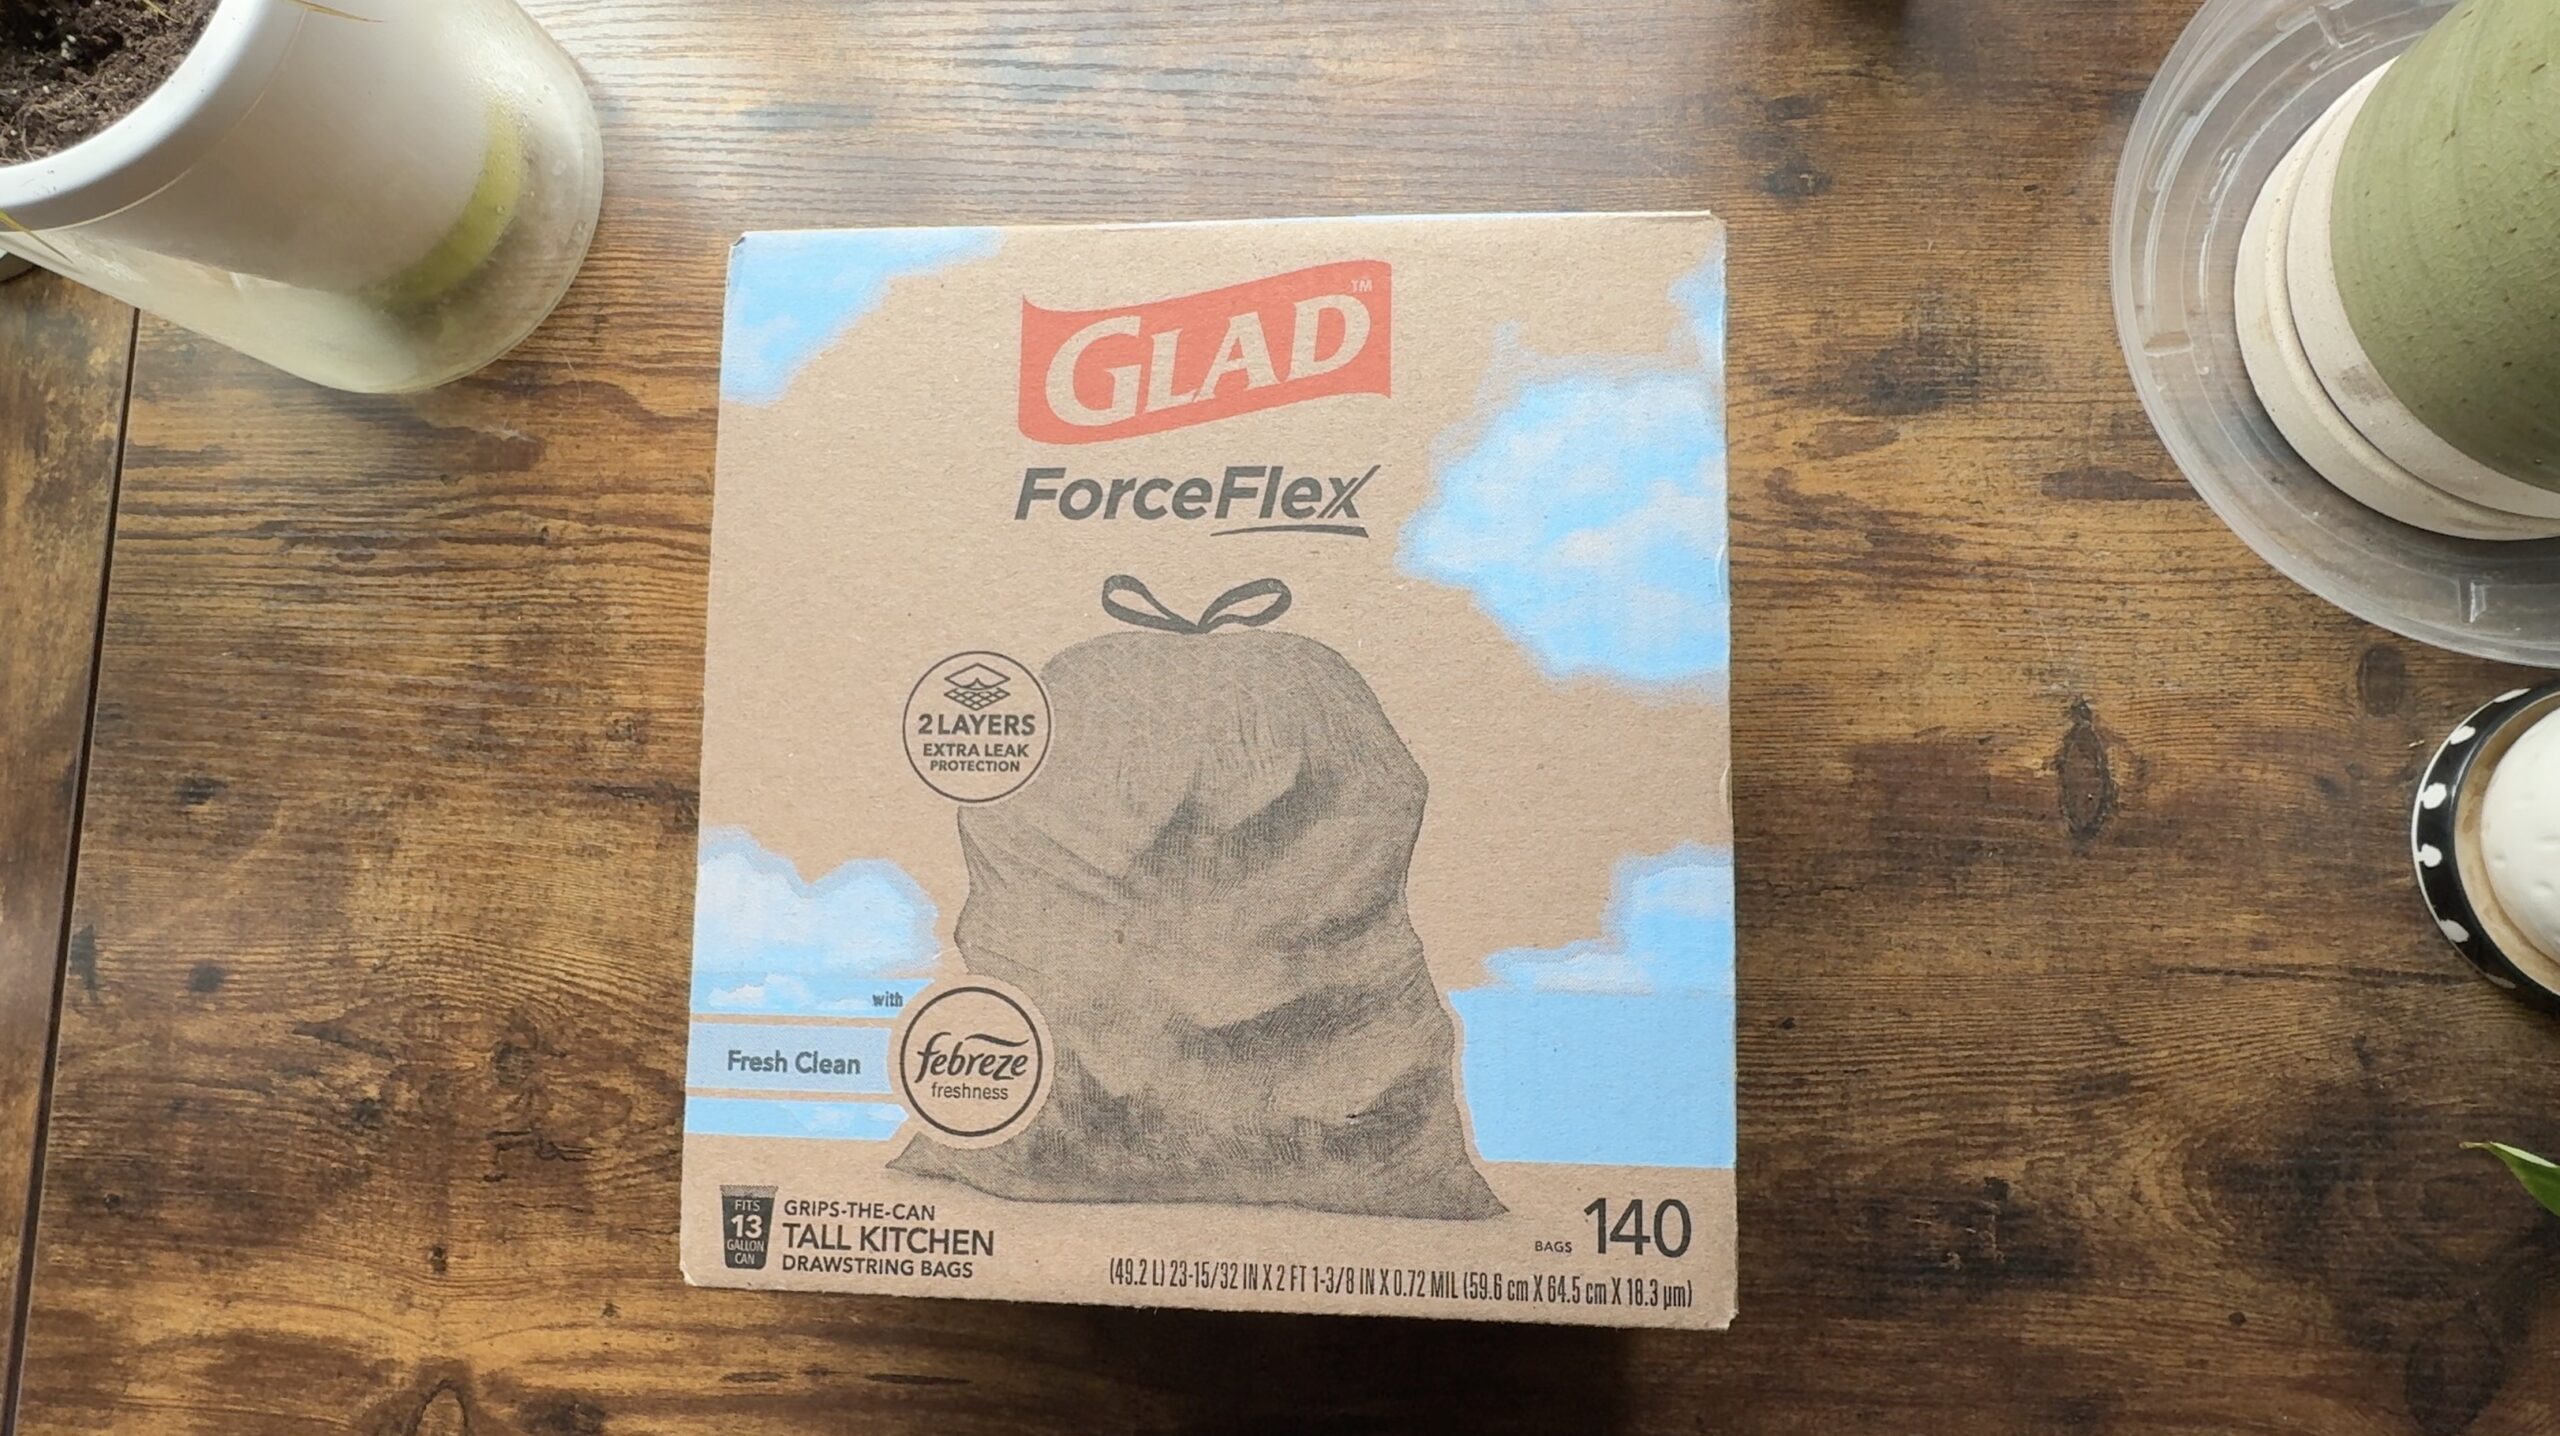 GLAD™
ForceFlex
2 LAYERS
EXTRA LEAK
PROTECTION
with
Fresh Clean
febreze
freshness
FITS
13
GALLON
CAN
GRIPS-THE-CAN
TALL KITCHEN
DRAWSTRING BAGS
BAGS 140
(49.2 L) 23-15/32 IN X 2 FT 1-3/8 IN X 0.72 MIL (59.6 cm X 64.5 cm X 18.3 µm)